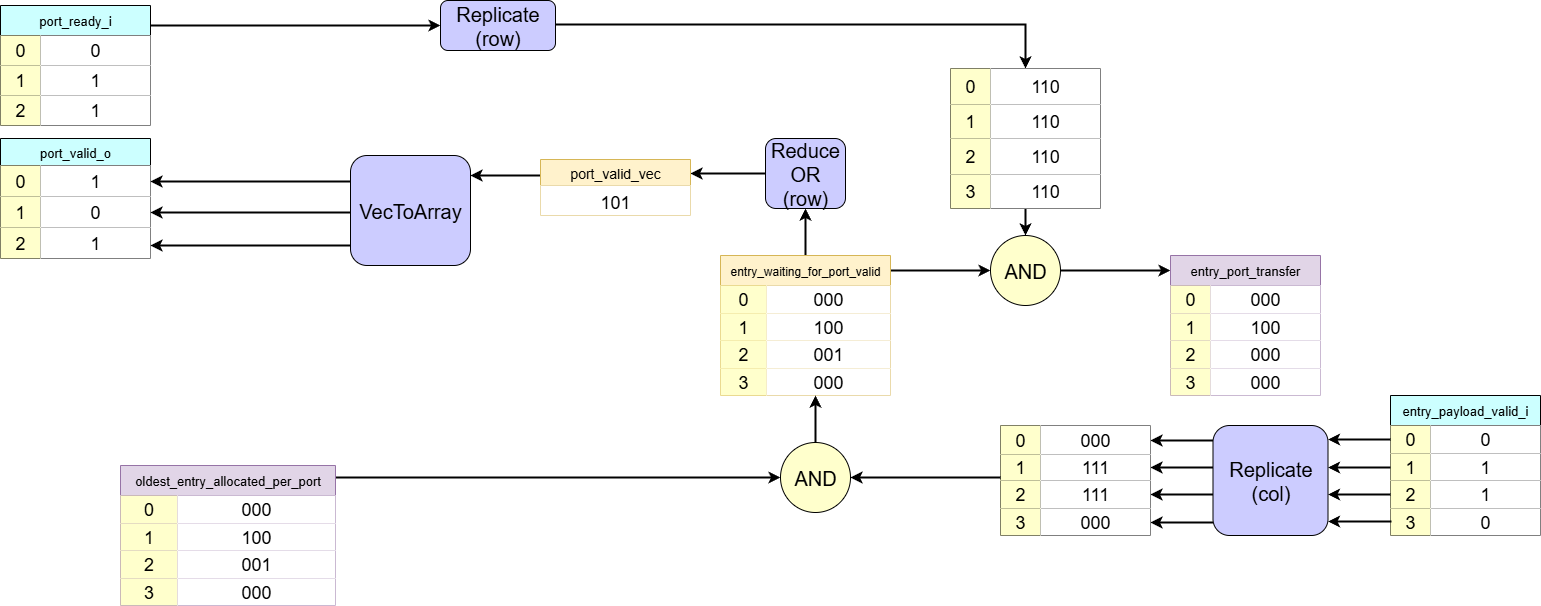 port_ready_i
0 0
1 1
2 1
Replicate
(row)
0 110
1 110
2 110
3 110
port_valid_o
0 1
1 0
2 1
VecToArray
port_valid_vec
101
Reduce
OR
(row)
AND
entry_waiting_for_port_valid
0 000
1 100
2 001
3 000
entry_port_transfer
0 000
1 100
2 000
3 000
oldest_entry_allocated_per_port
0 000
1 100
2 001
3 000
AND
0 000
1 111
2 111
3 000
Replicate
(col)
entry_payload_valid_i
0 0
1 1
2 1
3 0